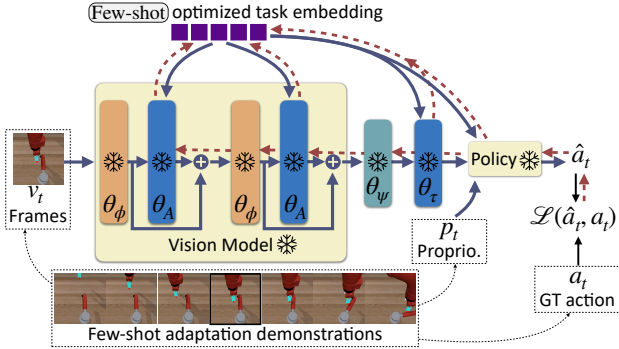 Few-shot optimized task embedding
v_t
Frames
θ_ϕ
θ_A
θ_ϕ
θ_A
Vision Model
θ_ψ
θ_τ
Policy
â_t
ℒ(â_t, a_t)
p_t
Proprio.
a_t
GT action
Few-shot adaptation demonstrations